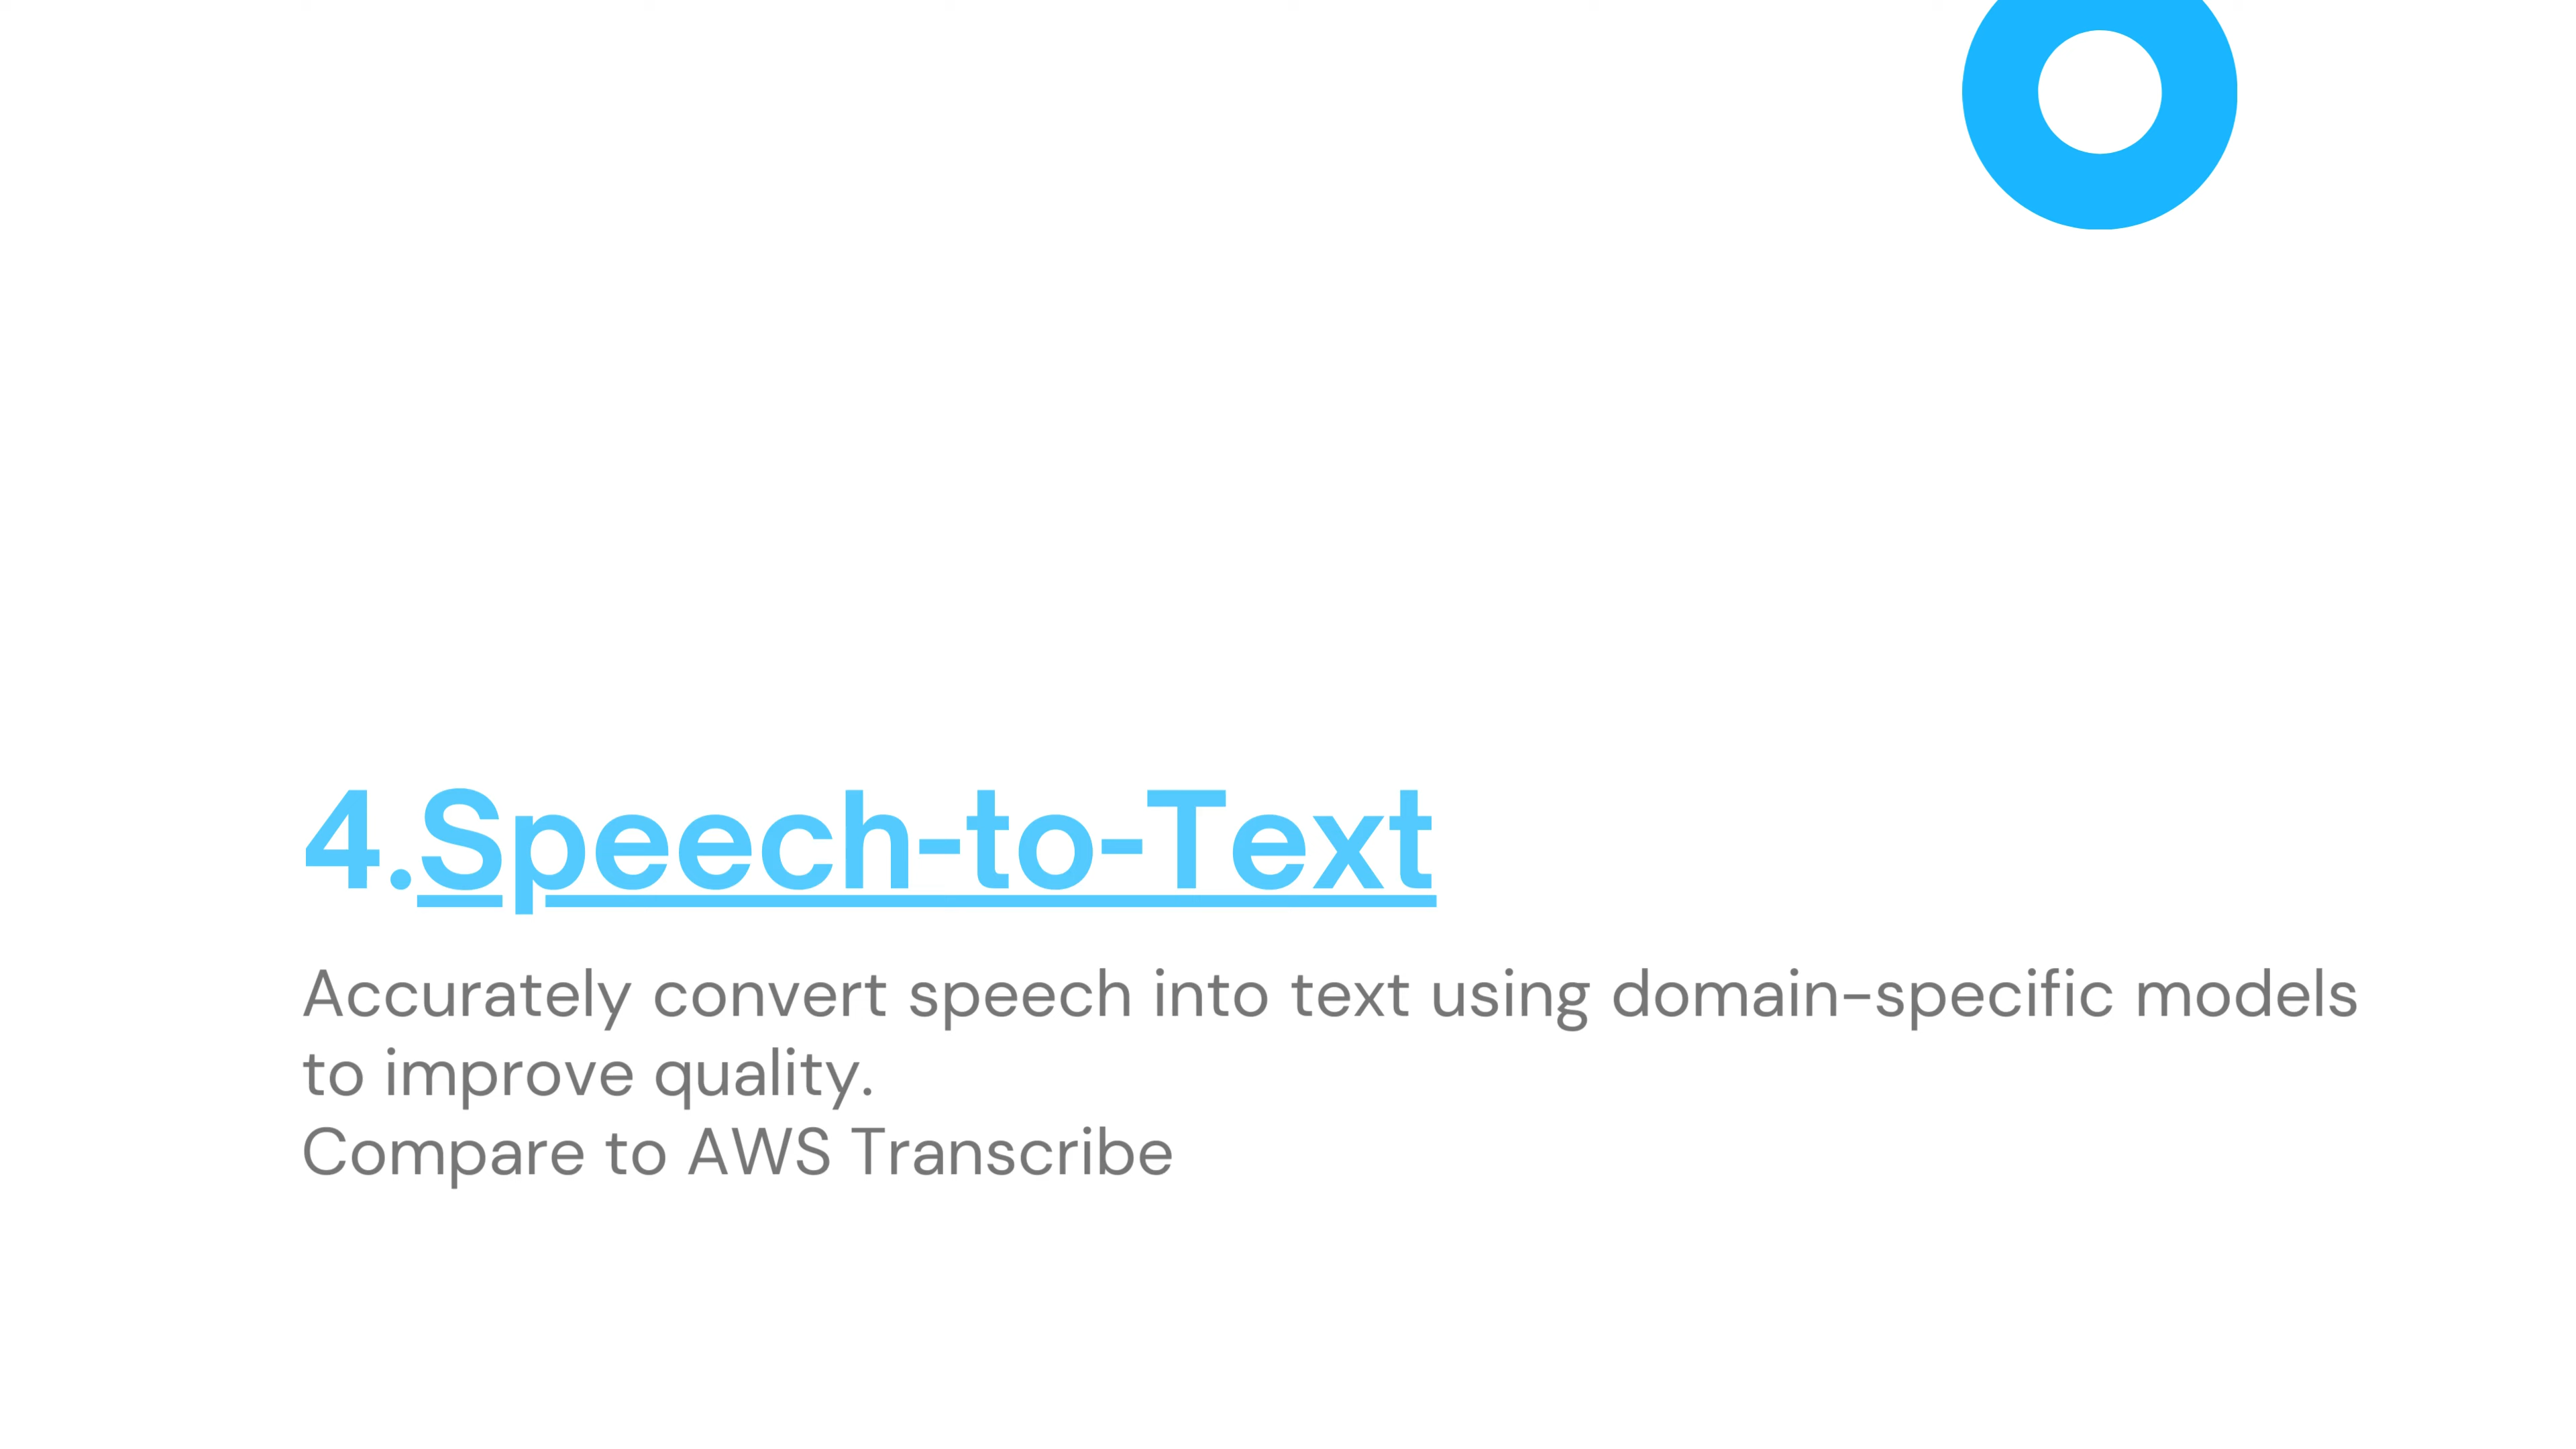 4.Speech-to-Text
Accurately convert speech into text using domain-specific models
to improve quality.
Compare to AWS Transcribe